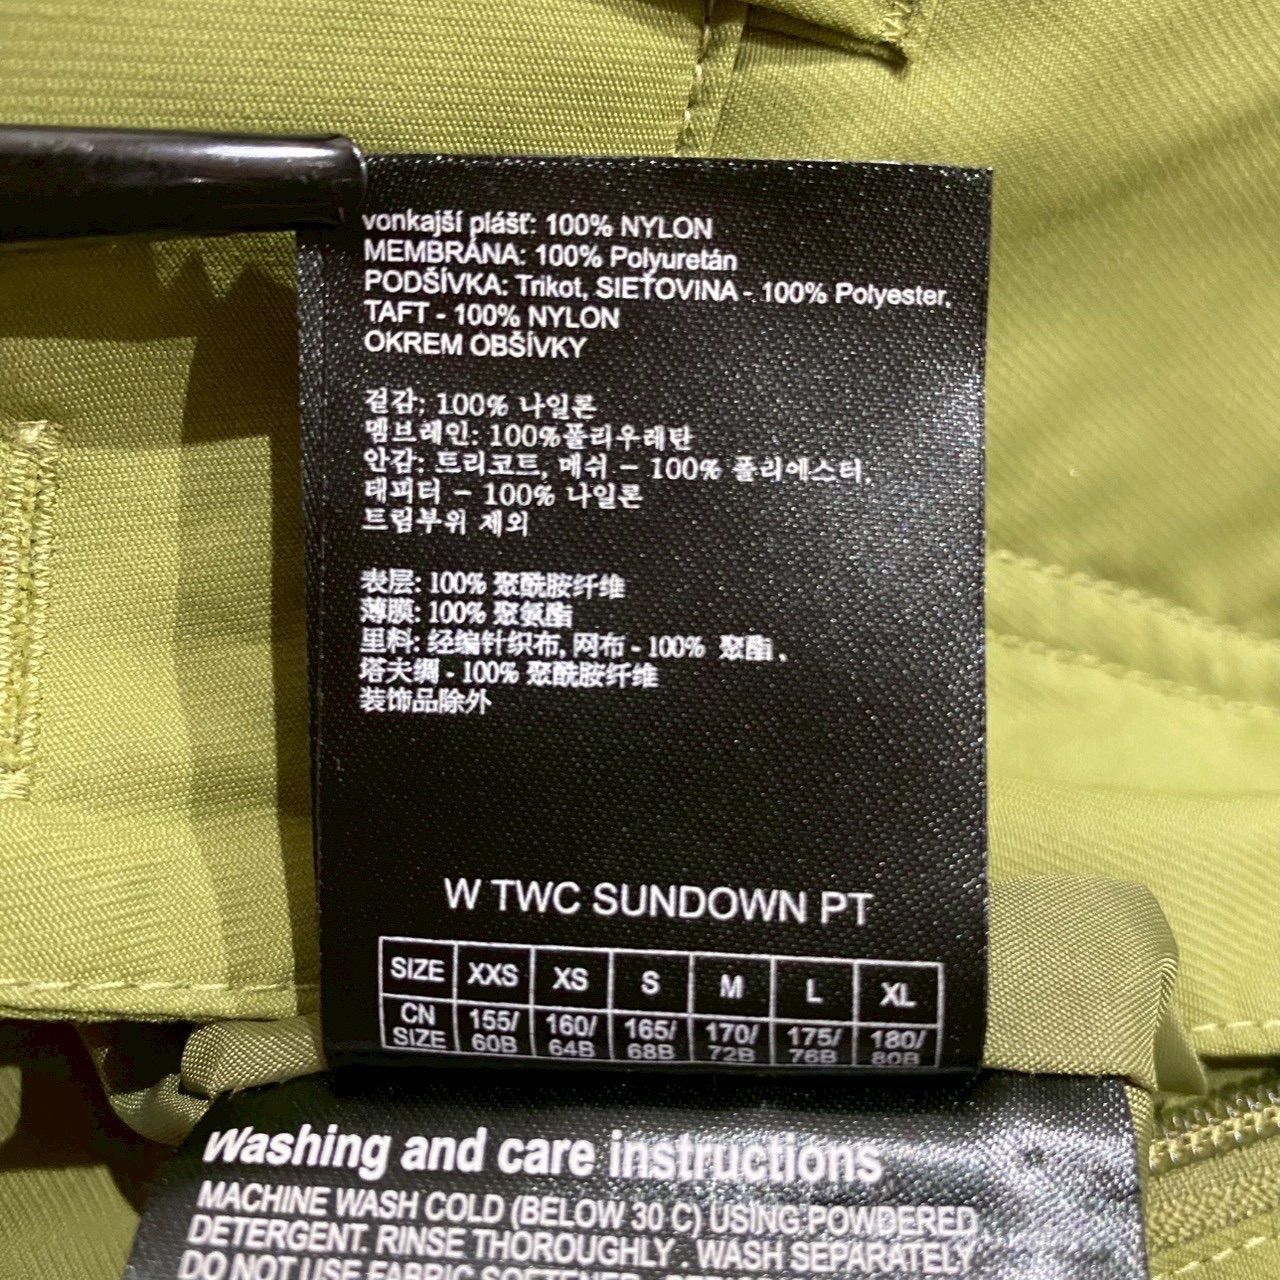 vonkajší plášť: 100% NYLON
MEMBRÁNA: 100% Polyuretán
PODŠÍVKA: Trikot, SIEŤOVINA - 100% Polyester,
TAFT - 100% NYLON
OKREM OBŠÍVKY
겉감: 100% 나일론
멤브레인: 100%폴리우레탄
안감: 트리코트, 메쉬 - 100% 폴리에스터,
태피터 - 100% 나일론
트림부위 제외
表层: 100% 聚酰胺纤维
薄膜: 100% 聚氨酯
里料: 经编针织布, 网布 - 100% 聚酯,
塔夫绸 - 100% 聚酰胺纤维
装饰品除外
W TWC SUNDOWN PT
SIZE XXS XS S M L XL
CN SIZE 155/60B 160/64B 165/68B 170/72B 175/76B 180/80B
Washing and care instructions
MACHINE WASH COLD (BELOW 30 C) USING POWDERED
DETERGENT. RINSE THOROUGHLY. WASH SEPARATELY
DO NOT USE FABRIC SOFTENER